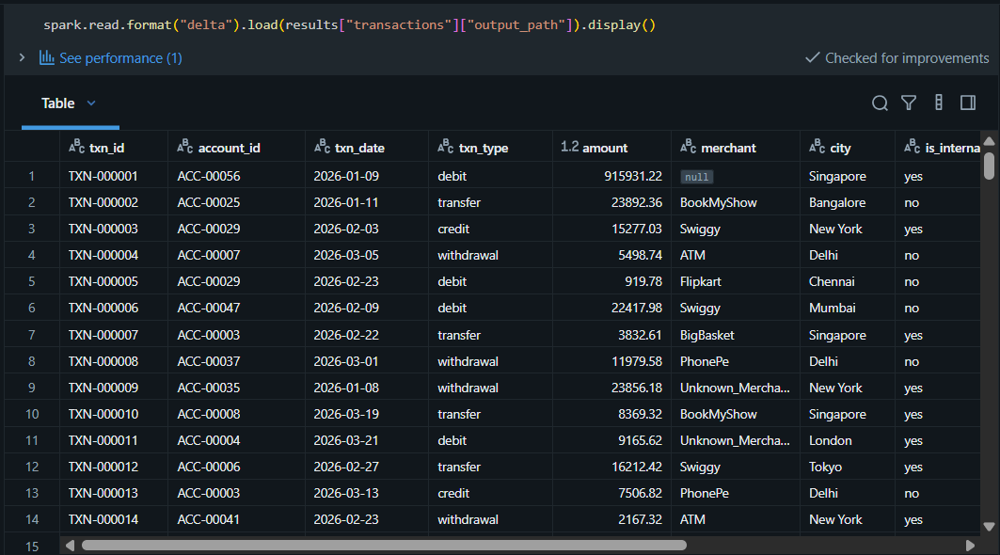 spark.read.format("delta").load(results["transactions"]["output_path"]).display()
See performance (1) Checked for improvements
Table
txn_id account_id txn_date txn_type 1.2 amount merchant city is_interna
1 TXN-000001 ACC-00056 2026-01-09 debit 915931.22 null Singapore yes
2 TXN-000002 ACC-00025 2026-01-11 transfer 23892.36 BookMyShow Bangalore no
3 TXN-000003 ACC-00029 2026-02-03 credit 15277.03 Swiggy New York yes
4 TXN-000004 ACC-00007 2026-03-05 withdrawal 5498.74 ATM Delhi no
5 TXN-000005 ACC-00029 2026-02-23 debit 919.78 Flipkart Chennai no
6 TXN-000006 ACC-00047 2026-02-09 debit 22417.98 Swiggy Mumbai no
7 TXN-000007 ACC-00003 2026-02-22 transfer 3832.61 BigBasket Singapore yes
8 TXN-000008 ACC-00037 2026-03-01 withdrawal 11979.58 PhonePe Delhi no
9 TXN-000009 ACC-00035 2026-01-08 withdrawal 23856.18 Unknown_Mercha... New York yes
10 TXN-000010 ACC-00008 2026-03-19 transfer 8369.32 BookMyShow Singapore yes
11 TXN-000011 ACC-00004 2026-03-21 debit 9165.62 Unknown_Mercha... London yes
12 TXN-000012 ACC-00006 2026-02-27 transfer 16212.42 Swiggy Tokyo yes
13 TXN-000013 ACC-00003 2026-03-13 credit 7506.82 PhonePe Delhi no
14 TXN-000014 ACC-00041 2026-02-23 withdrawal 2167.32 ATM New York yes
15